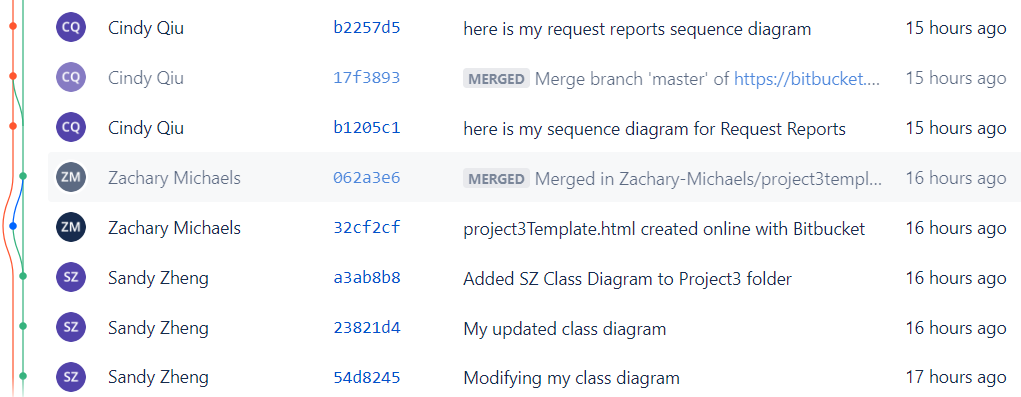 CQ Cindy Qiu b2257d5 here is my request reports sequence diagram 15 hours ago
CQ Cindy Qiu 17f3893 MERGED Merge branch 'master' of https://bitbucket.... 15 hours ago
CQ Cindy Qiu b1205c1 here is my sequence diagram for Request Reports 15 hours ago
ZM Zachary Michaels 062a3e6 MERGED Merged in Zachary-Michaels/project3templ... 16 hours ago
ZM Zachary Michaels 32cf2cf project3Template.html created online with Bitbucket 16 hours ago
SZ Sandy Zheng a3ab8b8 Added SZ Class Diagram to Project3 folder 16 hours ago
SZ Sandy Zheng 23821d4 My updated class diagram 16 hours ago
SZ Sandy Zheng 54d8245 Modifying my class diagram 17 hours ago